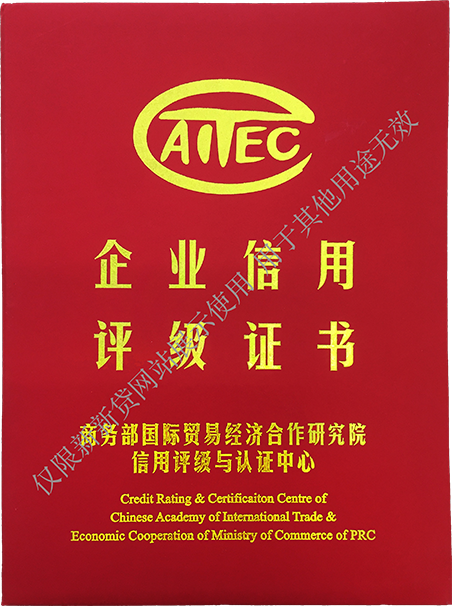 CAITEC
企业信用
评级证书
商务部国际贸易经济合作研究院
信用评级与认证中心
Credit Rating & Certificaiton Centre of
Chinese Academy of International Trade &
Economic Cooperation of Ministry of Commerce of PRC
仅限新新贷网站展示使用 用于其他用途无效